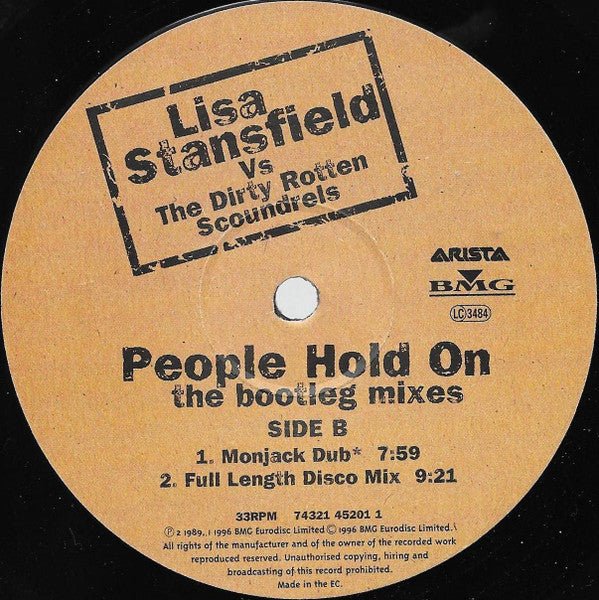 Lisa
Stansfield
Vs
The Dirty Rotten
Scoundrels
ARISTA
BMG
LC 3484
People Hold On
the bootleg mixes
SIDE B
1. Monjack Dub* 7:59
2. Full Length Disco Mix 9:21
33RPM 74321 45201 1
Ⓟ 2 1989, 1 1996 BMG Eurodisc Limited © 1996 BMG Eurodisc Limited.\
All rights of the manufacturer and of the owner of the recorded work
reproduced reserved. Unauthorised copying, hiring and
broadcasting of this record prohibited.
Made in the EC.